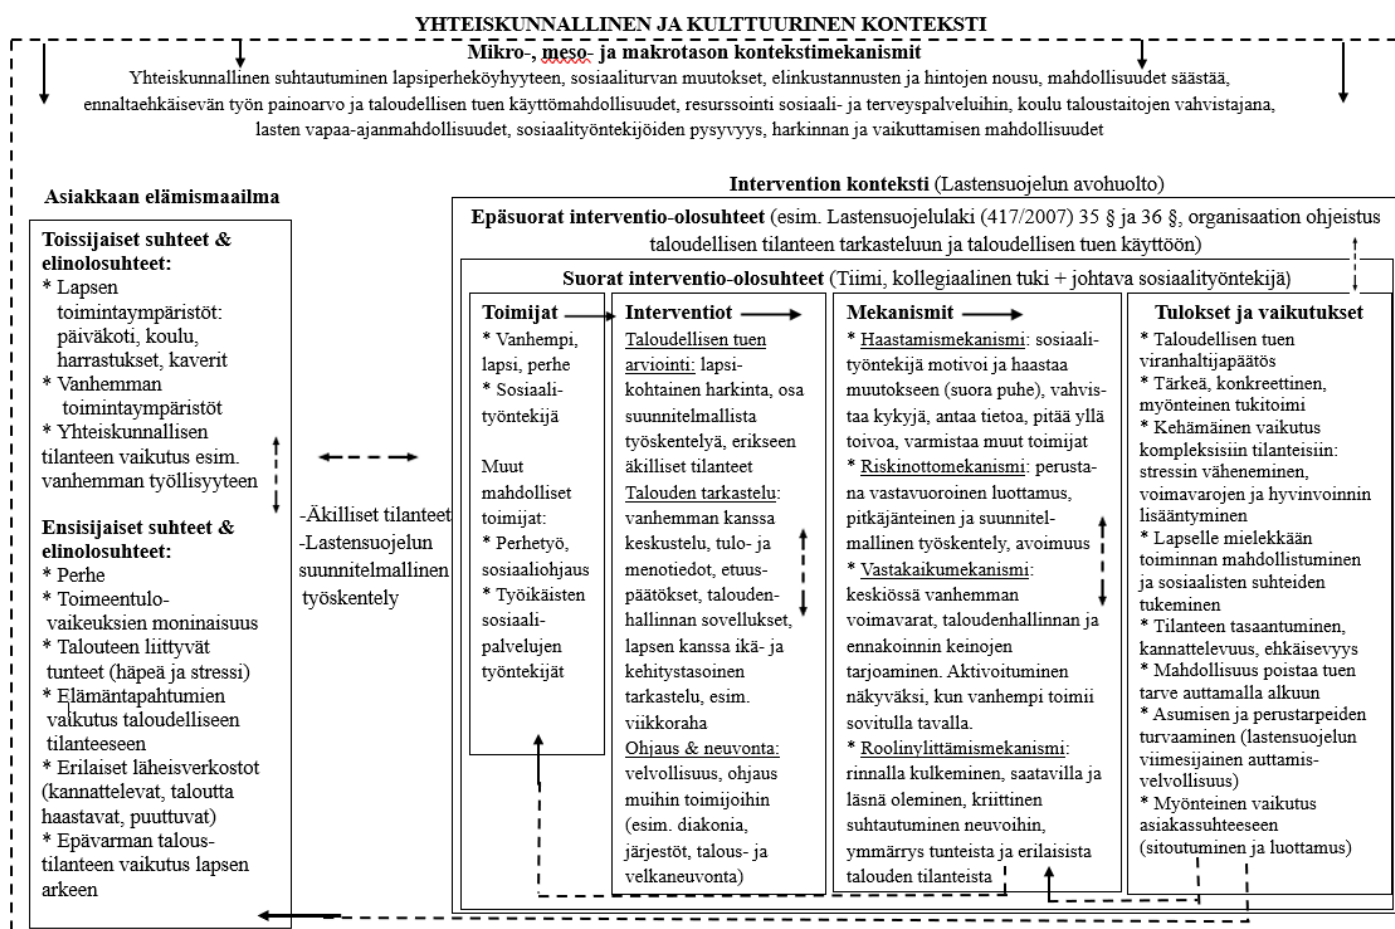 YHTEISKUNNALLINEN JA KULTTUURINEN KONTEKSTI
Mikro-, meso- ja makrotason kontekstimekanismit
Yhteiskunnallinen suhtautuminen lapsiperheköyhyyteen, sosiaaliturvan muutokset, elinkustannusten ja hintojen nousu, mahdollisuudet säästää,
ennaltaehkäisevän työn painoarvo ja taloudellisen tuen käyttömahdollisuudet, resurssointi sosiaali- ja terveyspalveluihin, koulu taloustaitojen vahvistajana,
lasten vapaa-ajanmahdollisuudet, sosiaalityöntekijöiden pysyvyys, harkinnan ja vaikuttamisen mahdollisuudet
Asiakkaan elämismaailma
Toissijaiset suhteet &
elinolosuhteet:
* Lapsen
toimintaympäristöt:
päiväkoti, koulu,
harrastukset, kaverit
* Vanhemman
toimintaympäristöt
* Yhteiskunnallisen
tilanteen vaikutus esim.
vanhemman työllisyyteen
Ensisijaiset suhteet &
elinolosuhteet:
* Perhe
* Toimeentulo-
vaikeuksien moninaisuus
* Talouteen liittyvät
tunteet (häpeä ja stressi)
* Elämäntapahtumien
vaikutus taloudelliseen
tilanteeseen
* Erilaiset läheisverkostot
(kannattelevat, taloutta
haastavat, puuttuvat)
* Epävarman talous-
tilanteen vaikutus lapsen
arkeen
-Äkilliset tilanteet
-Lastensuojelun
suunnitelmallinen
työskentely
Intervention konteksti (Lastensuojelun avohuolto)
Epäsuorat interventio-olosuhteet (esim. Lastensuojelulaki (417/2007) 35 § ja 36 §, organisaation ohjeistus
taloudellisen tilanteen tarkasteluun ja taloudellisen tuen käyttöön)
Suorat interventio-olosuhteet (Tiimi, kollegiaalinen tuki + johtava sosiaalityöntekijä)
Toimijat
* Vanhempi,
lapsi, perhe
* Sosiaali-
työntekijä
Muut
mahdolliset
toimijat:
* Perhetyö,
sosiaaliohjaus
* Työikäisten
sosiaali-
palvelujen
työntekijät
Interventiot
Taloudellisen tuen
arviointi: lapsi-
kohtainen harkinta, osa
suunnitelmallista
työskentelyä, erikseen
äkilliset tilanteet
Talouden tarkastelu:
vanhemman kanssa
keskustelu, tulo- ja
menotiedot, etuus-
päätökset, talouden-
hallinnan sovellukset,
lapsen kanssa ikä- ja
kehitystasoinen
tarkastelu, esim.
viikkoraha
Ohjaus & neuvonta:
velvollisuus, ohjaus
muihin toimijoihin
(esim. diakonia,
järjestöt, talous- ja
velkaneuvonta)
Mekanismit
* Haastamismekanismi: sosiaali-
työntekijä motivoi ja haastaa
muutokseen (suora puhe), vahvis-
taa kykyjä, antaa tietoa, pitää yllä
toivoa, varmistaa muut toimijat
* Riskinottomekanismi: perusta-
na vastavuoroinen luottamus,
pitkäjänteinen ja suunnitel-
mallinen työskentely, avoimuus
* Vastakaikumekanismi:
keskiössä vanhemman
voimavarat, taloudenhallinnan ja
ennakoinnin keinojen
tarjoaminen. Aktivoituminen
näkyväksi, kun vanhempi toimii
sovitulla tavalla.
* Roolinylittämismekanismi:
rinnalla kulkeminen, saatavilla ja
läsnä oleminen, kriittinen
suhtautuminen neuvoihin,
ymmärrys tunteista ja erilaisista
talouden tilanteista
Tulokset ja vaikutukset
* Taloudellisen tuen
viranhaltijapäätös
* Tärkeä, konkreettinen,
myönteinen tukitoimi
* Kehämäinen vaikutus
kompleksisiin tilanteisiin:
stressin väheneminen,
voimavarojen ja hyvinvoinnin
lisääntyminen
* Lapselle mielekkään
toiminnan mahdollistuminen
ja sosiaalisten suhteiden
tukeminen
* Tilanteen tasaantuminen,
kannattelevuus, ehkäisevyys
* Mahdollisuus poistaa tuen
tarve auttamalla alkuun
* Asumisen ja perustarpeiden
turvaaminen (lastensuojelun
viimesijainen auttamis-
velvollisuus)
* Myönteinen vaikutus
asiakassuhteeseen
(sitoutuminen ja luottamus)